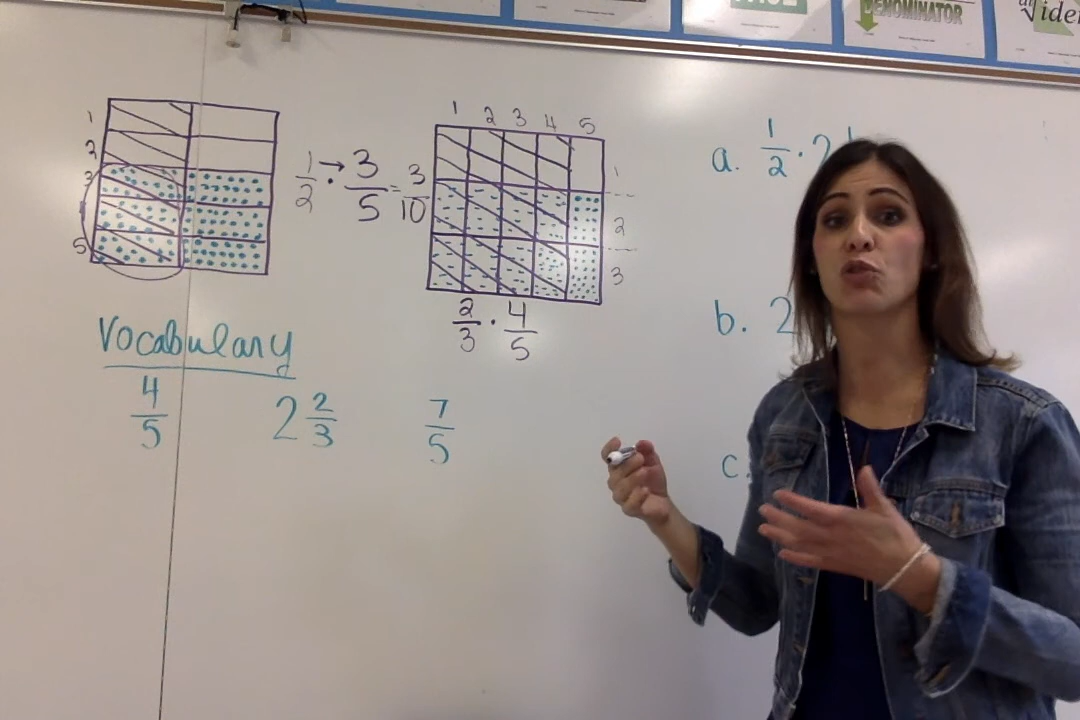 DENOMINATOR
1 2 3 4 5
1
2
3
5
1/2 · 3/5 = 3/10
1
2
3
2/3 · 4/5
a. 1/2 · 2
b. 2
c.
Vocabulary
4/5 2 2/3 7/5